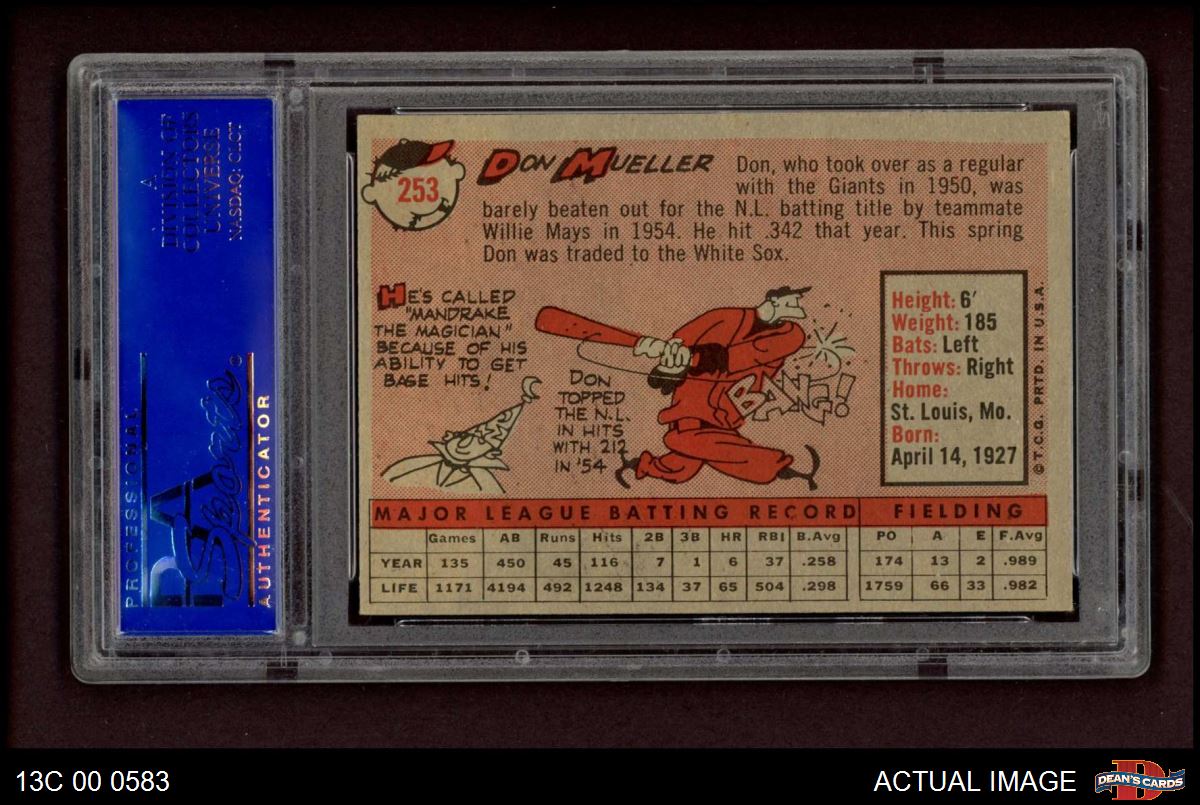 A
DIVISION OF
COLLECTORS
UNIVERSE
NASDAQ: CLCT
PROFESSIONAL
PSA
Sports
AUTHENTICATOR
253
DON MUELLER
Don, who took over as a regular
with the Giants in 1950, was
barely beaten out for the N.L. batting title by teammate
Willie Mays in 1954. He hit .342 that year. This spring
Don was traded to the White Sox.
HE'S CALLED
"MANDRAKE
THE MAGICIAN"
BECAUSE OF HIS
ABILITY TO GET
BASE HITS!
DON
TOPPED
THE N.L.
IN HITS
WITH 212
IN '54
BANG!
Height: 6'
Weight: 185
Bats: Left
Throws: Right
Home:
St. Louis, Mo.
Born:
April 14, 1927
© T.C.G. PRTD. IN U.S.A.
MAJOR LEAGUE BATTING RECORD FIELDING
Games AB Runs Hits 2B 3B HR RBI B.Avg PO A E F.Avg
YEAR 135 450 45 116 7 1 6 37 .258 174 13 2 .989
LIFE 1171 4194 492 1248 134 37 65 504 .298 1759 66 33 .982
13C 00 0583
ACTUAL IMAGE
D
DEAN'S CARDS